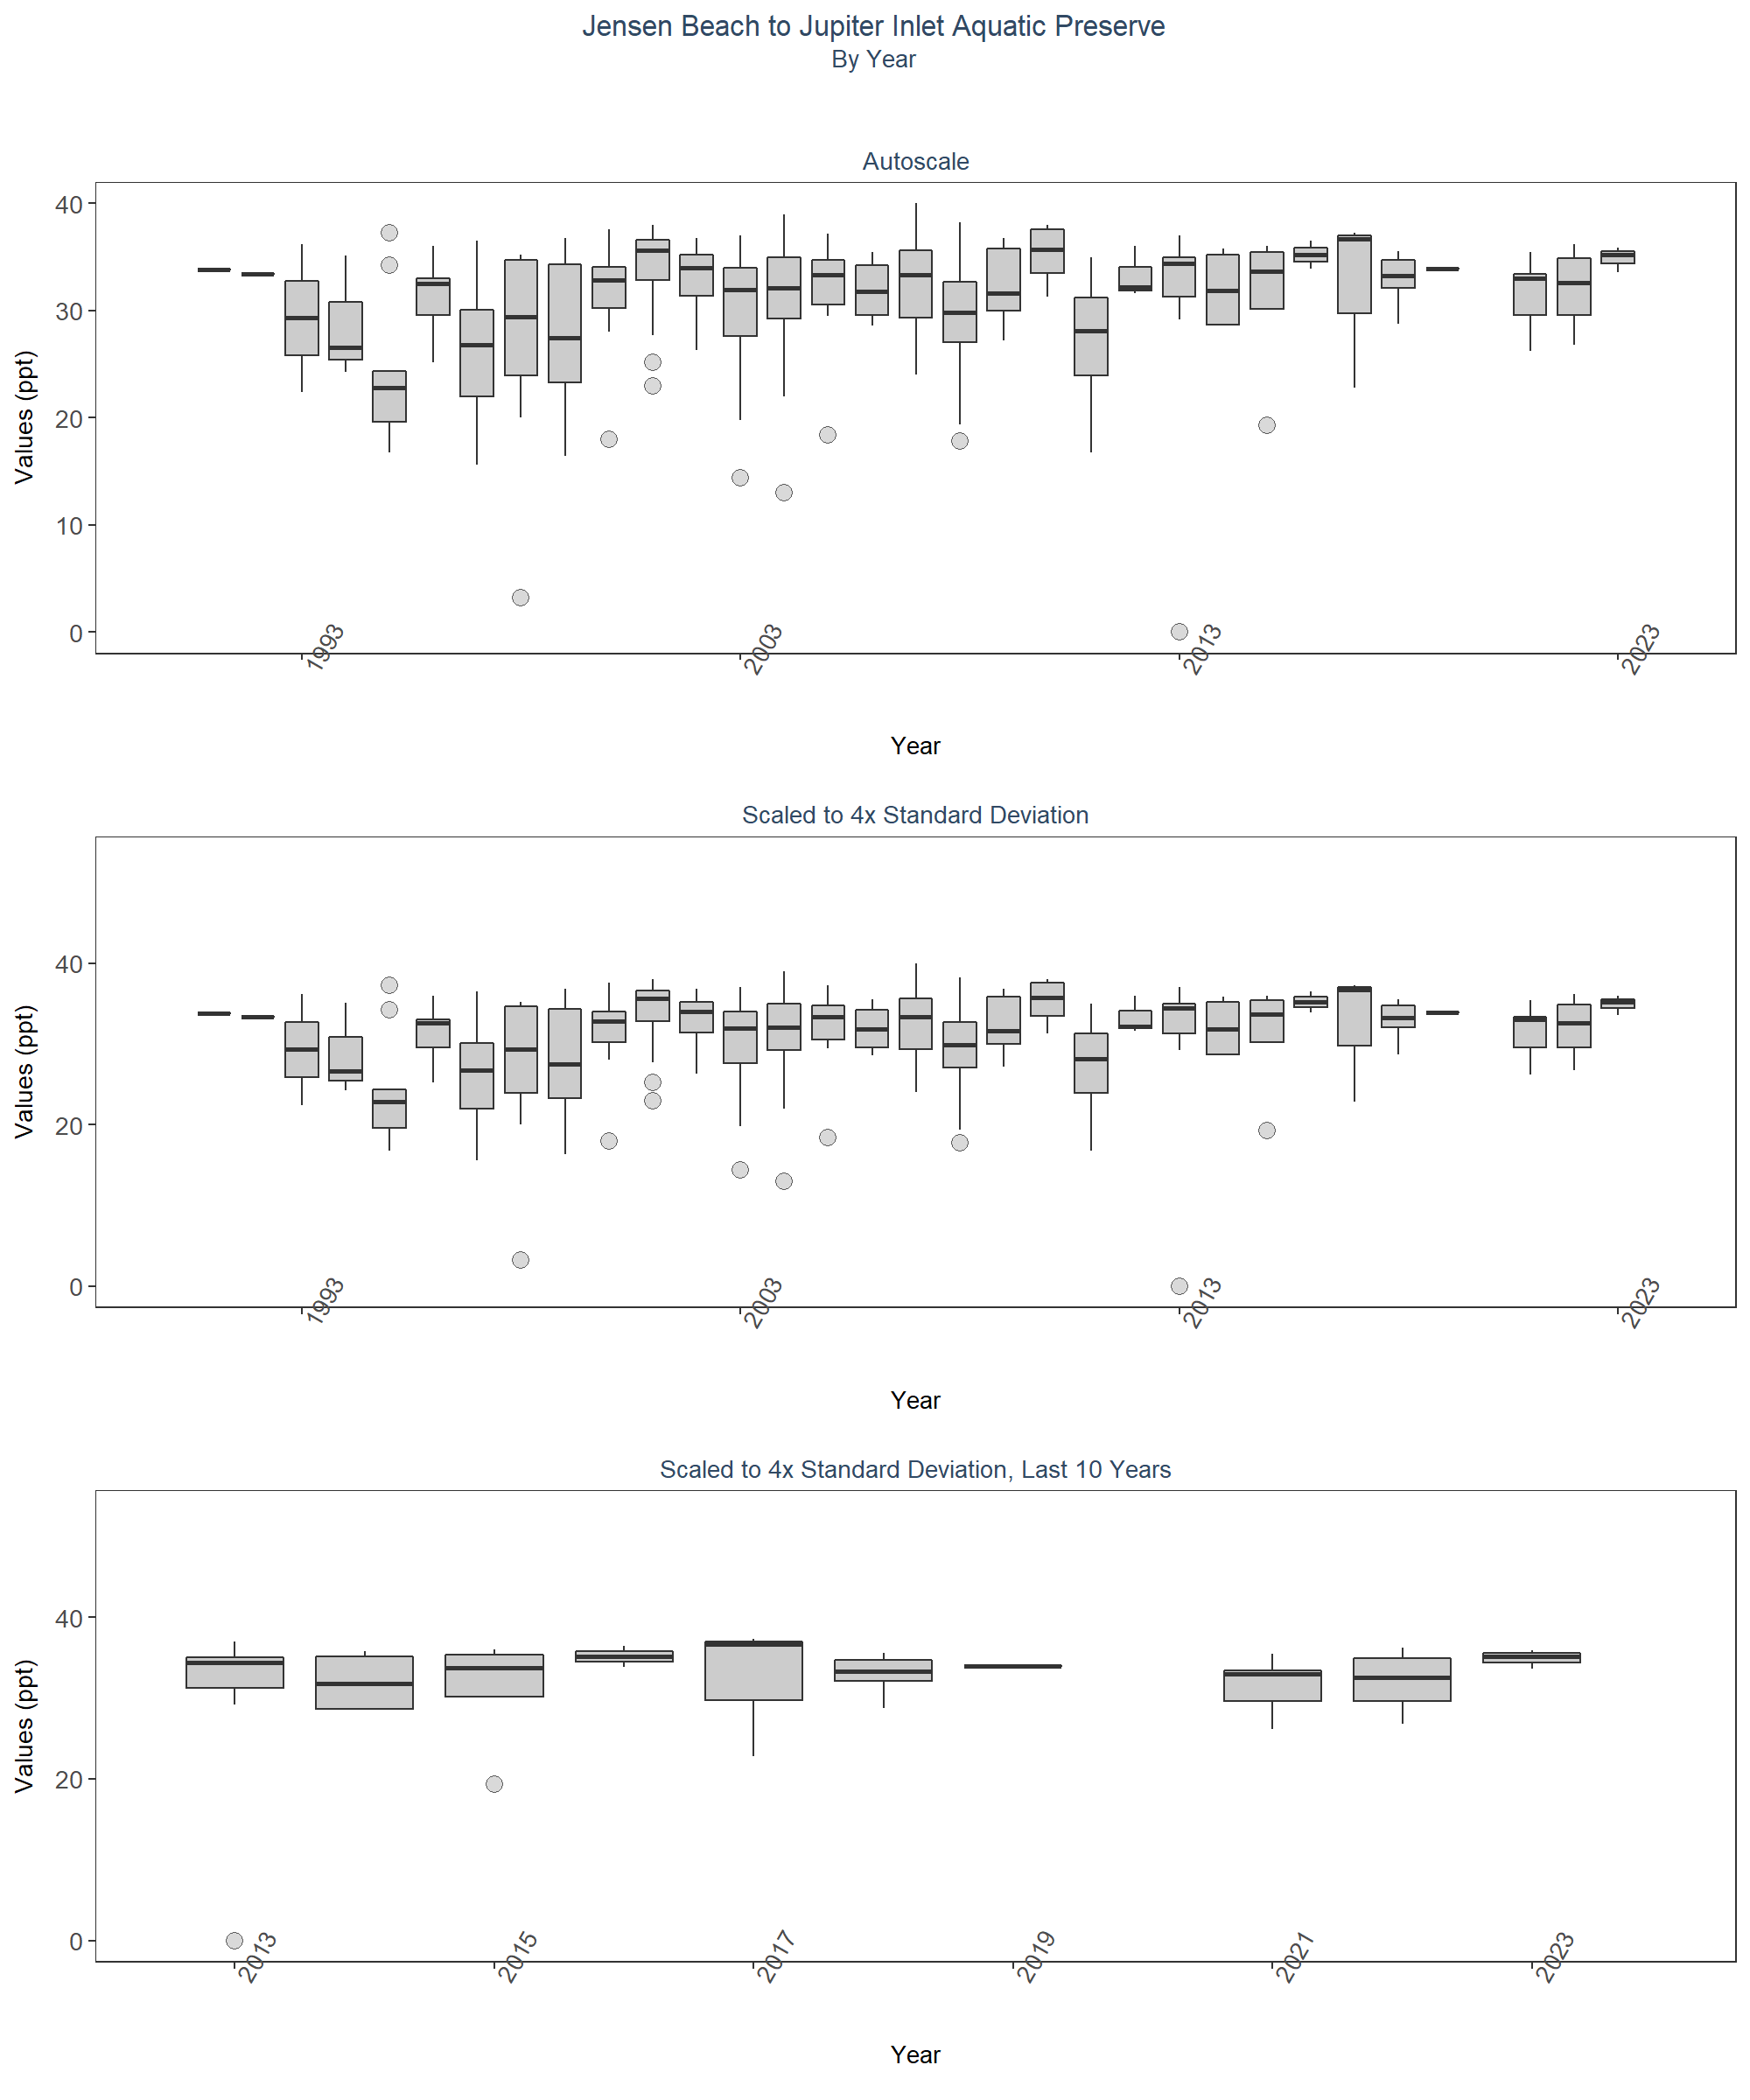 Jensen Beach to Jupiter Inlet Aquatic Preserve
By Year
Autoscale
Values (ppt)
40
30
20
10
0
1993
2003
2013
2023
Year
Scaled to 4x Standard Deviation
Values (ppt)
40
20
0
1993
2003
2013
2023
Year
Scaled to 4x Standard Deviation, Last 10 Years
Values (ppt)
40
20
0
2013
2015
2017
2019
2021
2023
Year